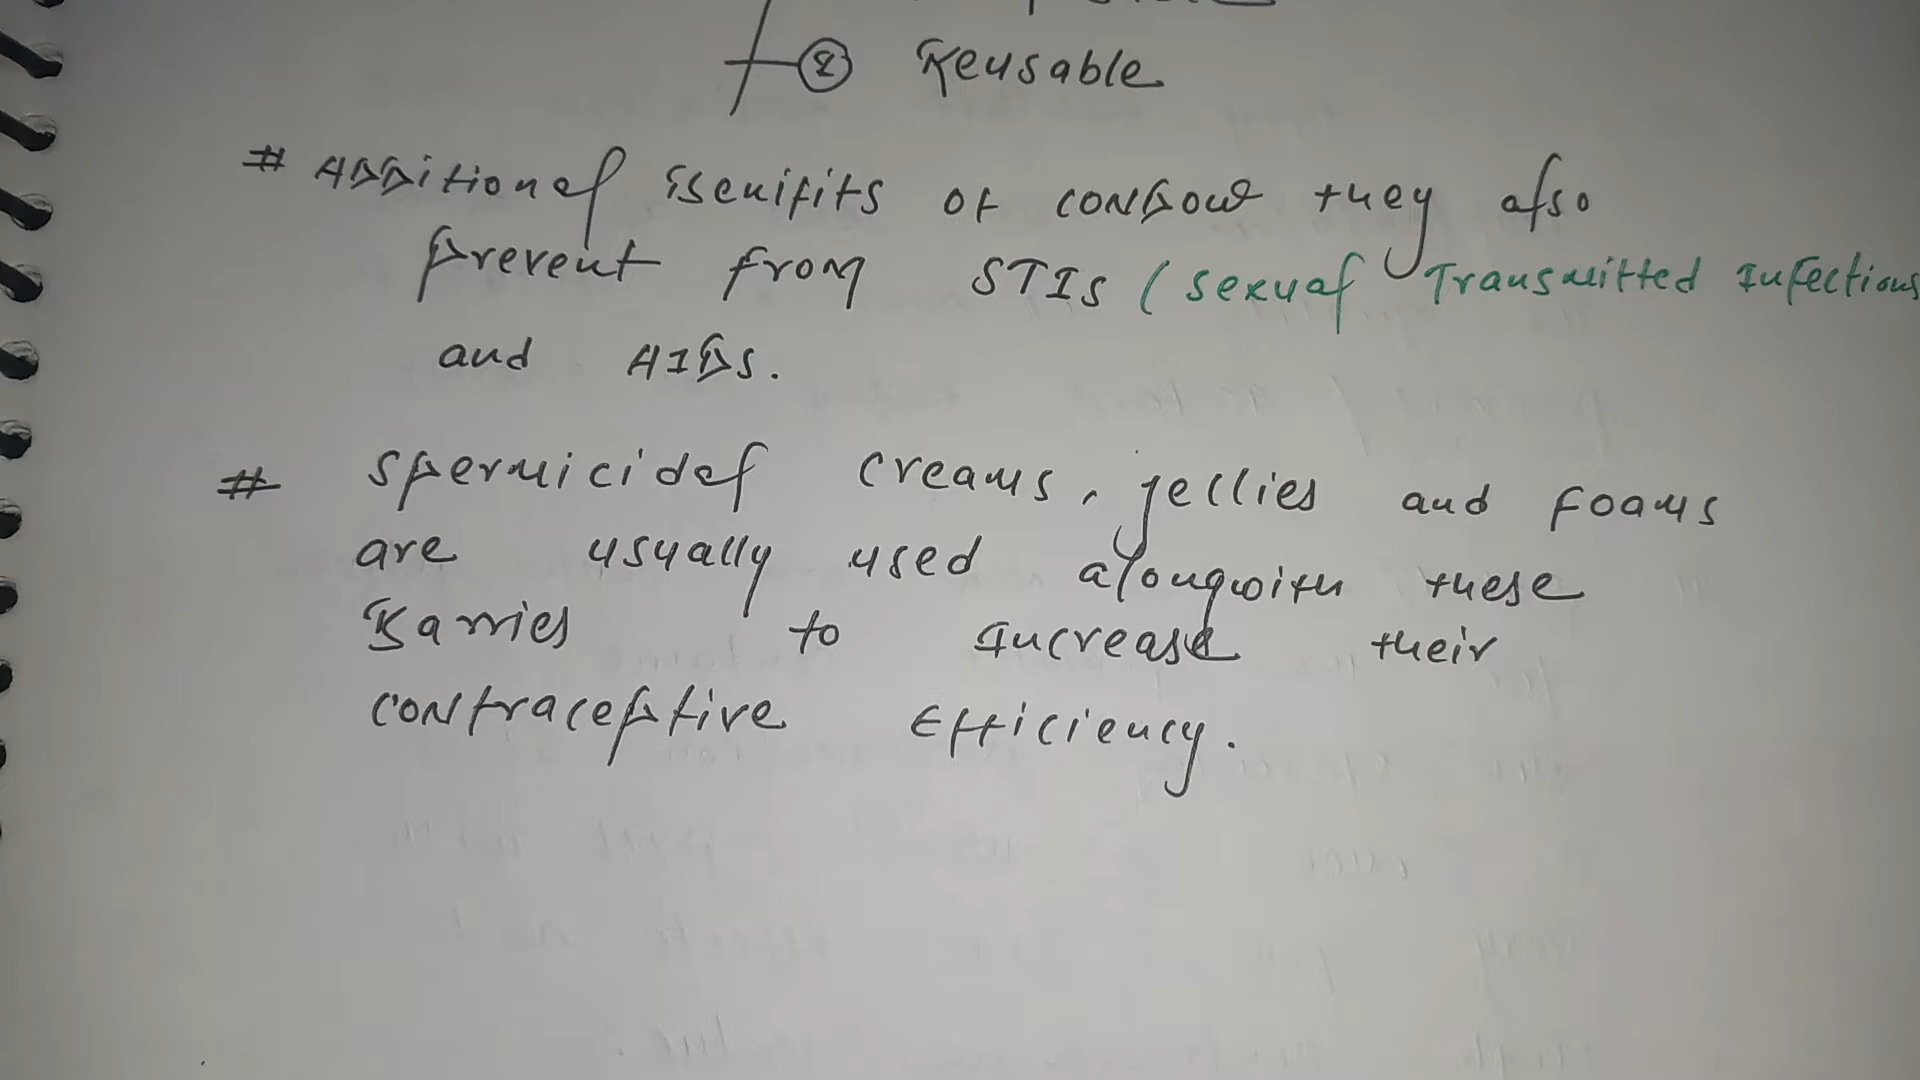 ② Reusable
# Additional Benifits of condom they also
prevent from STIs (sexual Transmitted Infections
and AIDS.
# spermicidal creams, jellies and foams
are usually used alongwith these
Barries to increase their
contraceptive Efficiency.